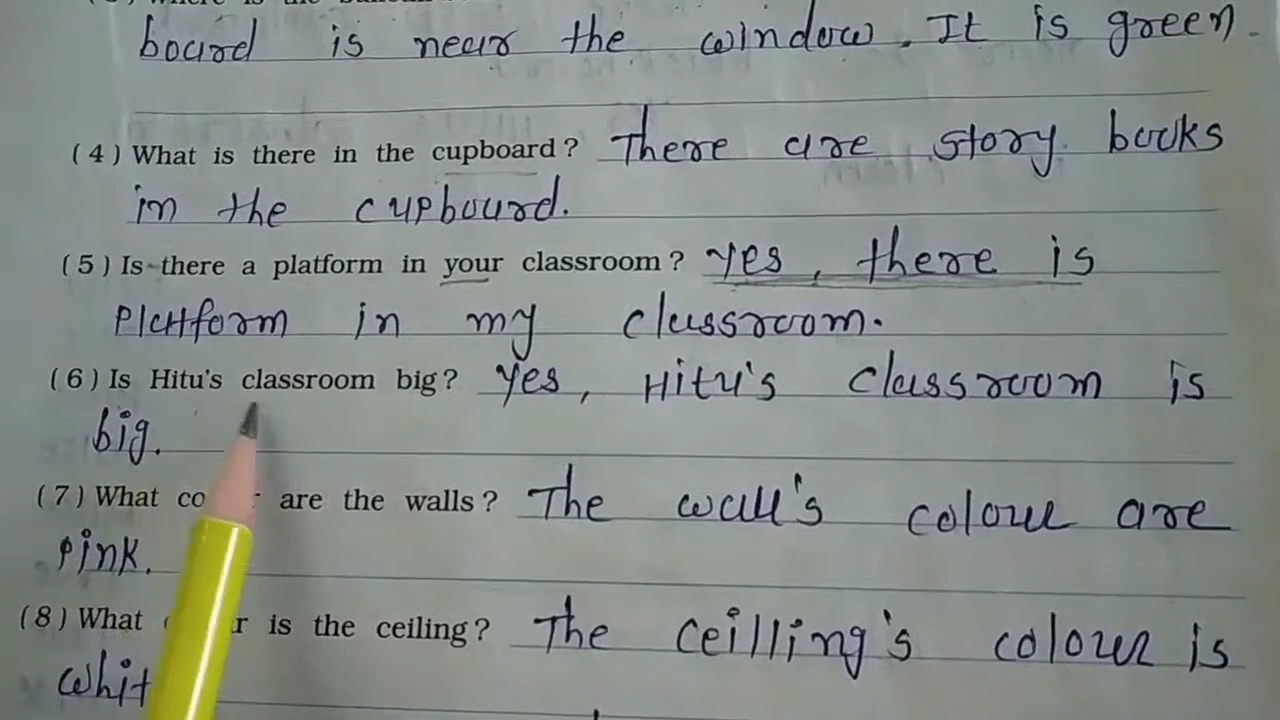 board is near the window. It is green.
(4) What is there in the cupboard? There are story books
in the cupboard.
(5) Is there a platform in your classroom? Yes, there is
platform in my classroom.
(6) Is Hitu's classroom big? Yes, Hitu's classroom is
big.
(7) What are the walls? The wall's colour are
pink.
(8) What is the ceiling? The ceilling's colour is